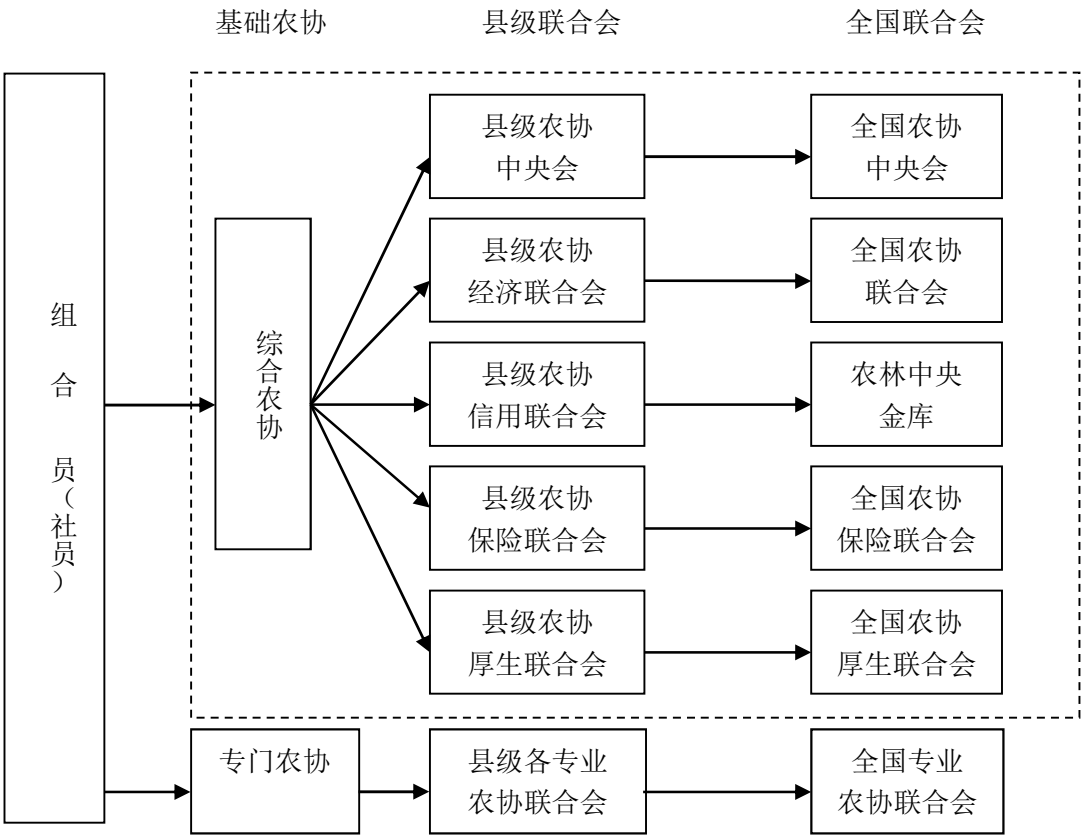 基础农协
县级联合会
全国联合会
组合员（社员）
综合农协
县级农协
中央会
全国农协
中央会
县级农协
经济联合会
全国农协
联合会
县级农协
信用联合会
农林中央
金库
县级农协
保险联合会
全国农协
保险联合会
县级农协
厚生联合会
全国农协
厚生联合会
专门农协
县级各专业
农协联合会
全国专业
农协联合会